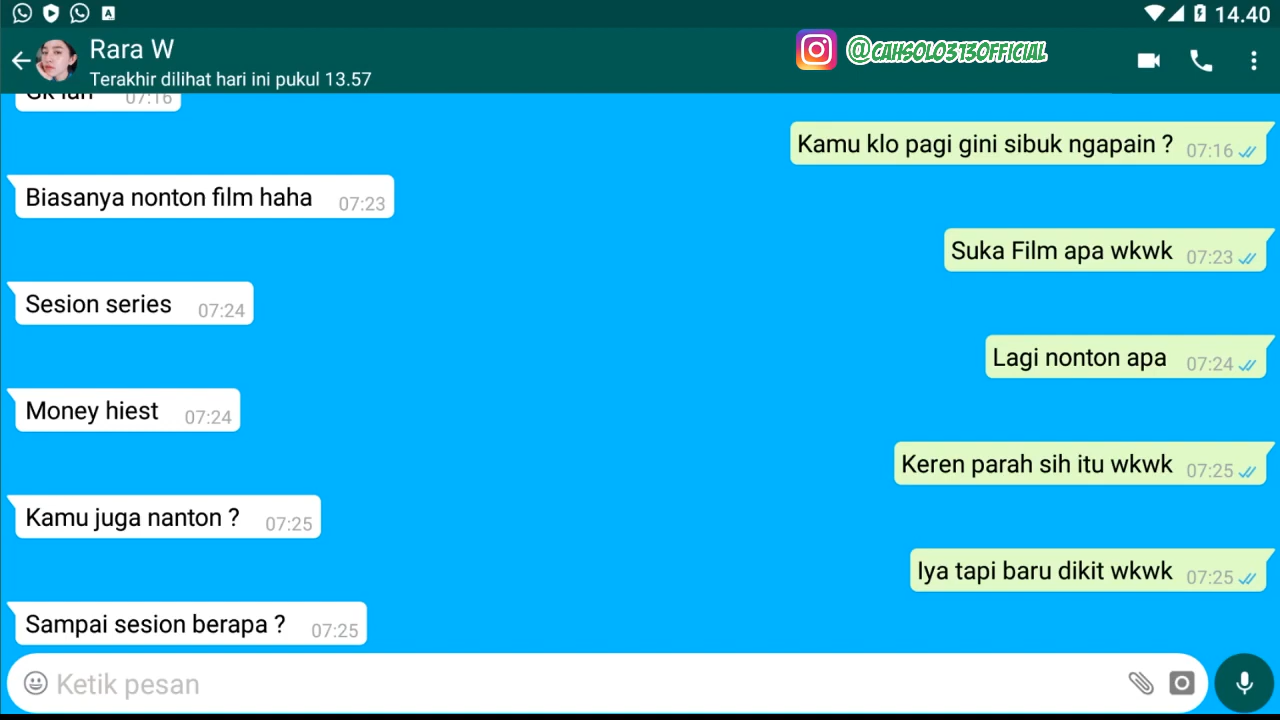 14.40
Rara W
@CAHSOLO3130FFICIAL
Terakhir dilihat hari ini pukul 13.57
07:16
Kamu klo pagi gini sibuk ngapain ? 07:16
Biasanya nonton film haha 07:23
Suka Film apa wkwk 07:23
Sesion series 07:24
Lagi nonton apa 07:24
Money hiest 07:24
Keren parah sih itu wkwk 07:25
Kamu juga nanton ? 07:25
Iya tapi baru dikit wkwk 07:25
Sampai sesion berapa ? 07:25
Ketik pesan